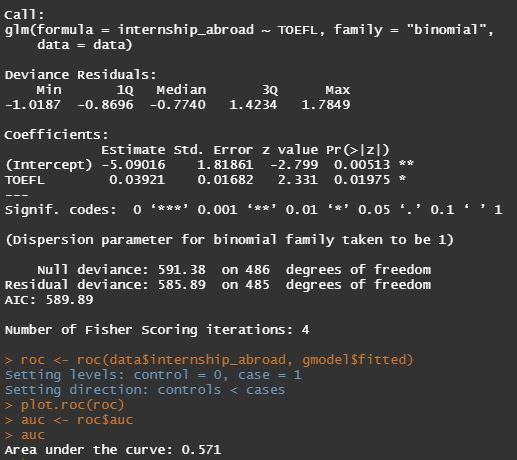 Call:
glm(formula = internship_abroad ~ TOEFL, family = "binomial",
    data = data)

Deviance Residuals:
    Min       1Q   Median       3Q      Max
-1.0187  -0.8696  -0.7740   1.4234   1.7849

Coefficients:
            Estimate Std. Error z value Pr(>|z|)
(Intercept) -5.09016    1.81861  -2.799  0.00513 **
TOEFL        0.03921    0.01682   2.331  0.01975 *
---
Signif. codes:  0 ‘***’ 0.001 ‘**’ 0.01 ‘*’ 0.05 ‘.’ 0.1 ‘ ’ 1

(Dispersion parameter for binomial family taken to be 1)

    Null deviance: 591.38  on 486  degrees of freedom
Residual deviance: 585.89  on 485  degrees of freedom
AIC: 589.89

Number of Fisher Scoring iterations: 4

> roc <- roc(data$internship_abroad, gmodel$fitted)
Setting levels: control = 0, case = 1
Setting direction: controls < cases
> plot.roc(roc)
> auc <- roc$auc
> auc
Area under the curve: 0.571